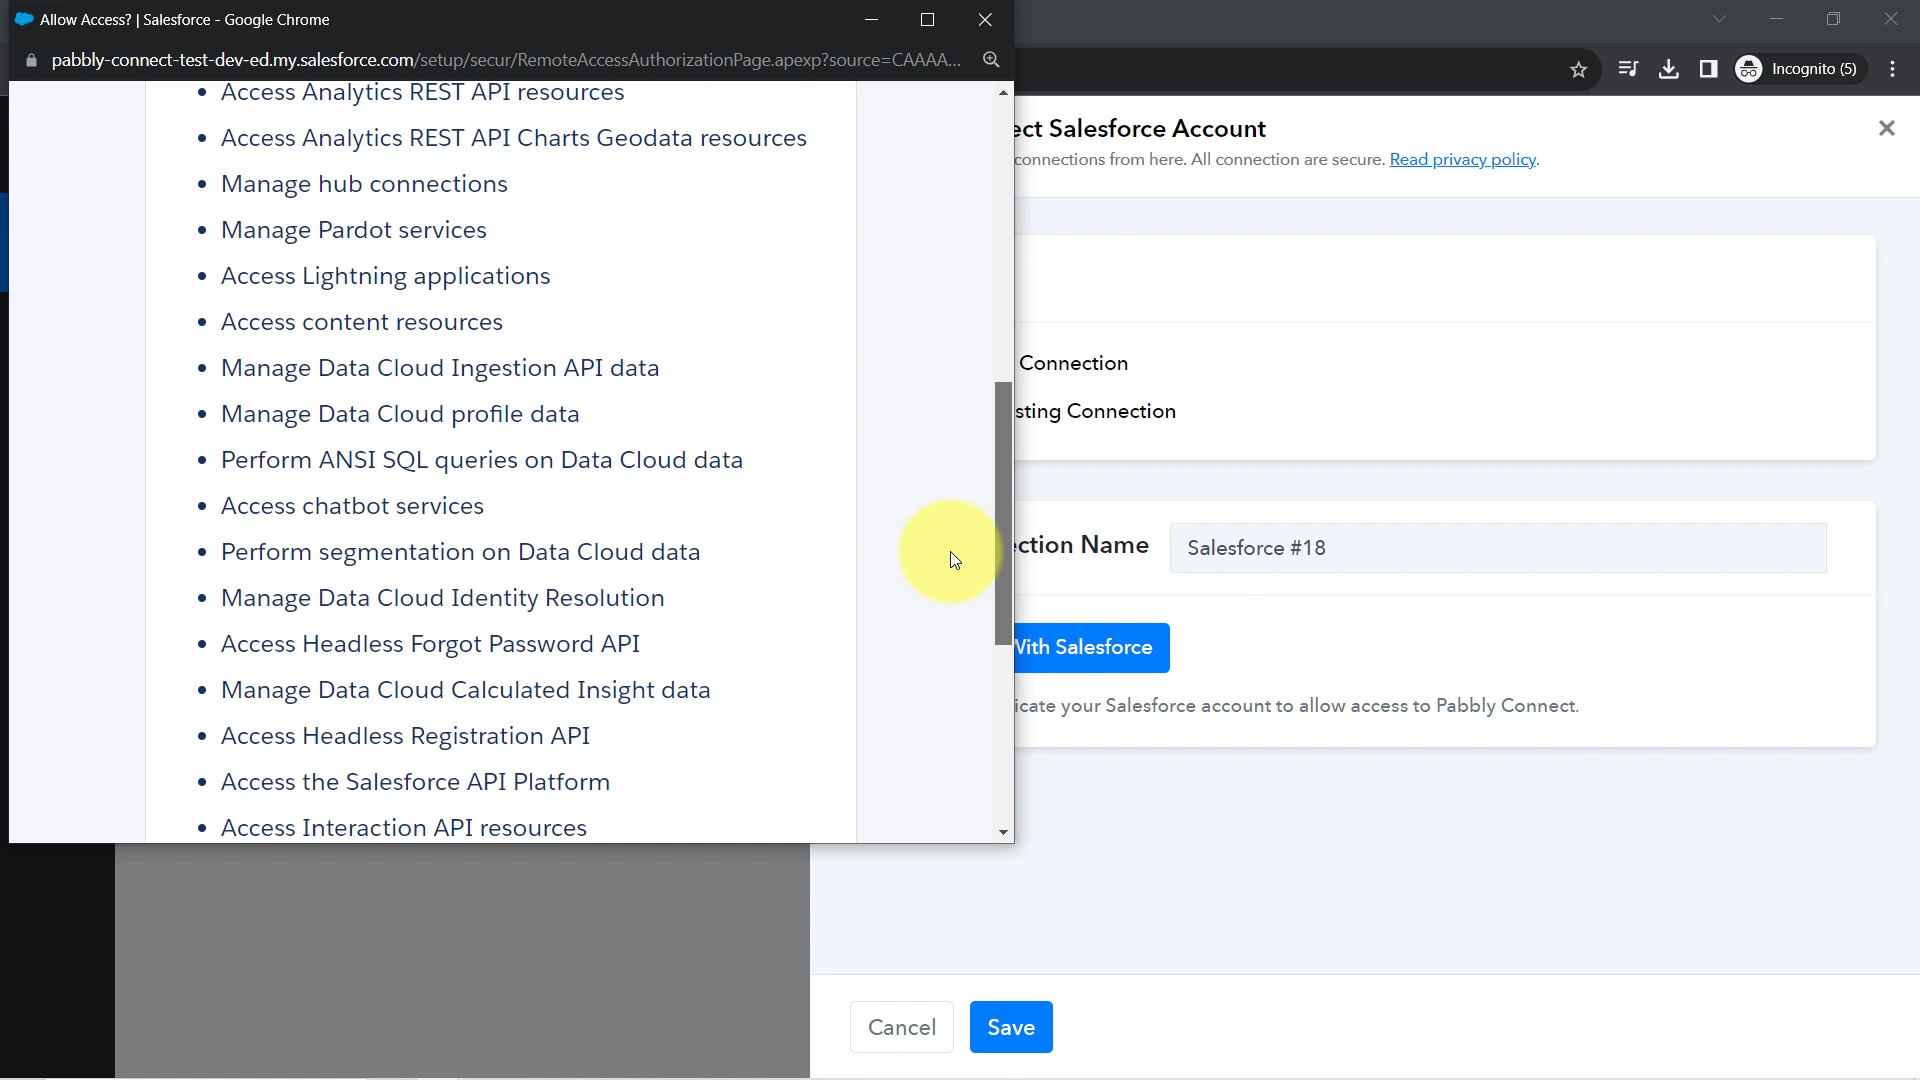 Allow Access? | Salesforce - Google Chrome
pabbly-connect-test-dev-ed.my.salesforce.com/setup/secur/RemoteAccessAuthorizationPage.apexp?source=CAAAA...
Incognito (5)
• Access Analytics REST API resources
• Access Analytics REST API Charts Geodata resources
• Manage hub connections
• Manage Pardot services
• Access Lightning applications
• Access content resources
• Manage Data Cloud Ingestion API data
• Manage Data Cloud profile data
• Perform ANSI SQL queries on Data Cloud data
• Access chatbot services
• Perform segmentation on Data Cloud data
• Manage Data Cloud Identity Resolution
• Access Headless Forgot Password API
• Manage Data Cloud Calculated Insight data
• Access Headless Registration API
• Access the Salesforce API Platform
• Access Interaction API resources
ect Salesforce Account
connections from here. All connection are secure. Read privacy policy.
Connection
sting Connection
ection Name
Salesforce #18
With Salesforce
icate your Salesforce account to allow access to Pabbly Connect.
Cancel
Save